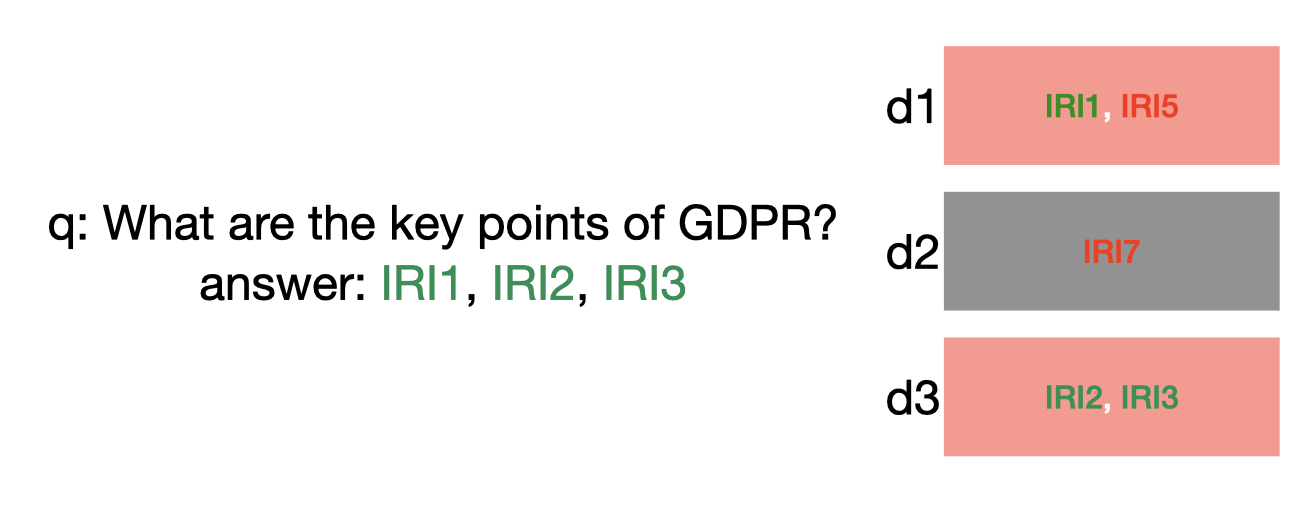 q: What are the key points of GDPR?
answer: IRI1, IRI2, IRI3
d1 IRI1, IRI5
d2 IRI7
d3 IRI2, IRI3